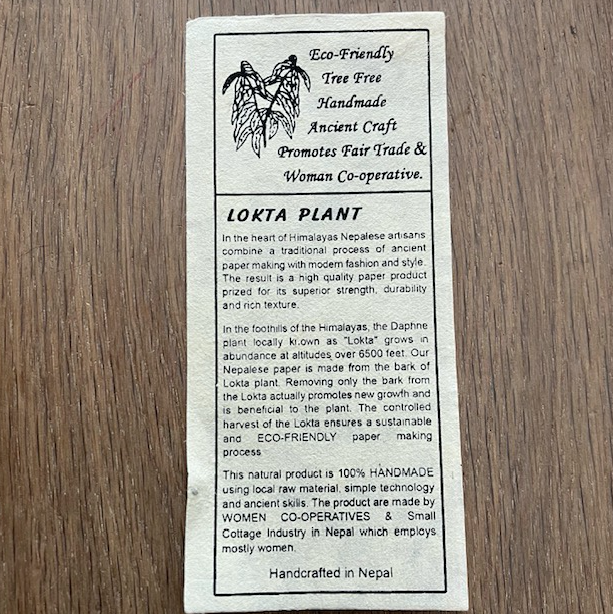 Eco-Friendly
Tree Free
Handmade
Ancient Craft
Promotes Fair Trade &
Woman Co-operative.
LOKTA PLANT
In the heart of Himalayas Nepalese artisans
combine a traditional process of ancient
paper making with modern fashion and style.
The result is a high quality paper product
prized for its superior strength, durability
and rich texture.
In the foothills of the Himalayas, the Daphne
plant locally known as "Lokta" grows in
abundance at altitudes over 6500 feet. Our
Nepalese paper is made from the bark of
Lokta plant. Removing only the bark from
the Lokta actually promotes new growth and
is beneficial to the plant. The controlled
harvest of the Lokta ensures a sustainable
and ECO-FRIENDLY paper making
process
This natural product is 100% HANDMADE
using local raw material, simple technology
and ancient skills. The product are made by
WOMEN CO-OPERATIVES & Small
Cottage Industry in Nepal which employs
mostly women.
Handcrafted in Nepal